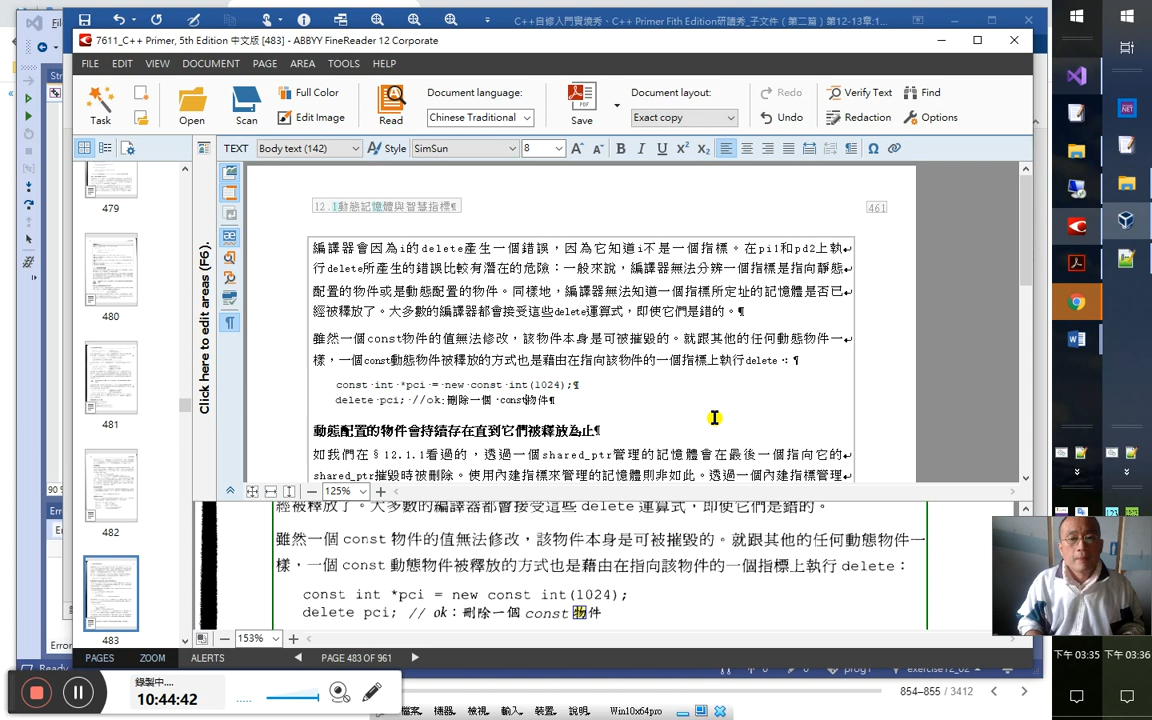 C++自修入門實境秀、C++ Primer Fith Edition研讀秀_子文件（第二篇）第12-13章:1...
7611_C++ Primer, 5th Edition 中文版 [483] - ABBYY FineReader 12 Corporate
FILE EDIT VIEW DOCUMENT PAGE AREA TOOLS HELP
Full Color Document language: Document layout: Redo Verify Text Find
Edit Image Chinese Traditional Exact copy Undo Redaction Options
Task Open Scan Read Save
TEXT Body text (142) Style SimSun 8
479
480
481
482
483
Click here to edit areas (F6).
12.1動態記憶體與智慧指標¶ 461
編譯器會因為i的delete產生一個錯誤，因為它知道i不是一個指標。在pi1和pd2上執↵
行delete所產生的錯誤比較有潛在的危險：一般來說，編譯器無法分辨一個指標是指向靜態
配置的物件或是動態配置的物件。同樣地，編譯器無法知道一個指標所定址的記憶體是否已↵
經被釋放了。大多數的編譯器都會接受這些delete運算式，即使它們是錯的。¶
雖然一個const物件的值無法修改，該物件本身是可被摧毀的。就跟其他的任何動態物件一↵
樣，一個const動態物件被釋放的方式也是藉由在指向該物件的一個指標上執行delete：¶
const·int·*pci·=·new·const·int(1024);¶
delete·pci;·//ok:刪除一個·const物件¶
動態配置的物件會持續存在直到它們被釋放為止¶
如我們在§12.1.1看過的，透過一個shared_ptr管理的記憶體會在最後一個指向它的
shared_ptr摧毀時被刪除。使用內建指標來管理的記憶體則非如此。透過一個內建指標管理
125%
經被釋放了。大多數的編譯器都會接受這些 delete 運算式，即使它們是錯的。
雖然一個 const 物件的值無法修改，該物件本身是可被摧毀的。就跟其他的任何動態物件一
樣，一個 const 動態物件被釋放的方式也是藉由在指向該物件的一個指標上執行 delete：
const int *pci = new const int(1024);
delete pci; // ok：刪除一個 const 物件
153%
PAGES ZOOM ALERTS PAGE 483 OF 961
錄製中....
10:44:42
854–855 / 3412
檔案, 機器, 檢視, 輸入, 裝置, 說明, Win10x64pro
下午 03:35 下午 03:36